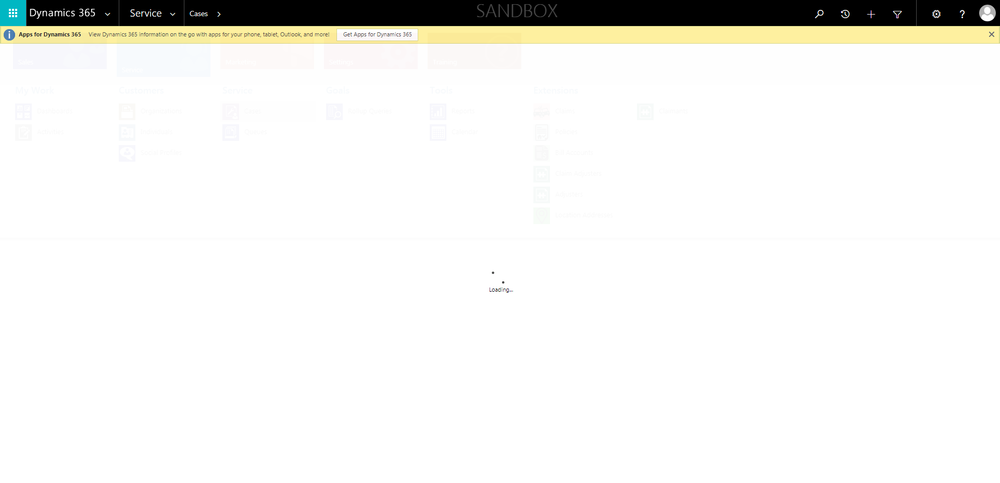 Dynamics 365 Service Cases SANDBOX
Apps for Dynamics 365 View Dynamics 365 information on the go with apps for your phone, tablet, Outlook, and more! Get Apps for Dynamics 365
Sales Service Marketing Settings Training
My Work Customers Service Goals Tools Extensions
Dashboards Organizations Cases Rollup Queries Reports Claims Claimants
Activities Individuals Queues Calendar Policies
Social Profiles Bill Accounts
Claim Adjusters
Adjusters
Location Addresses
Loading...